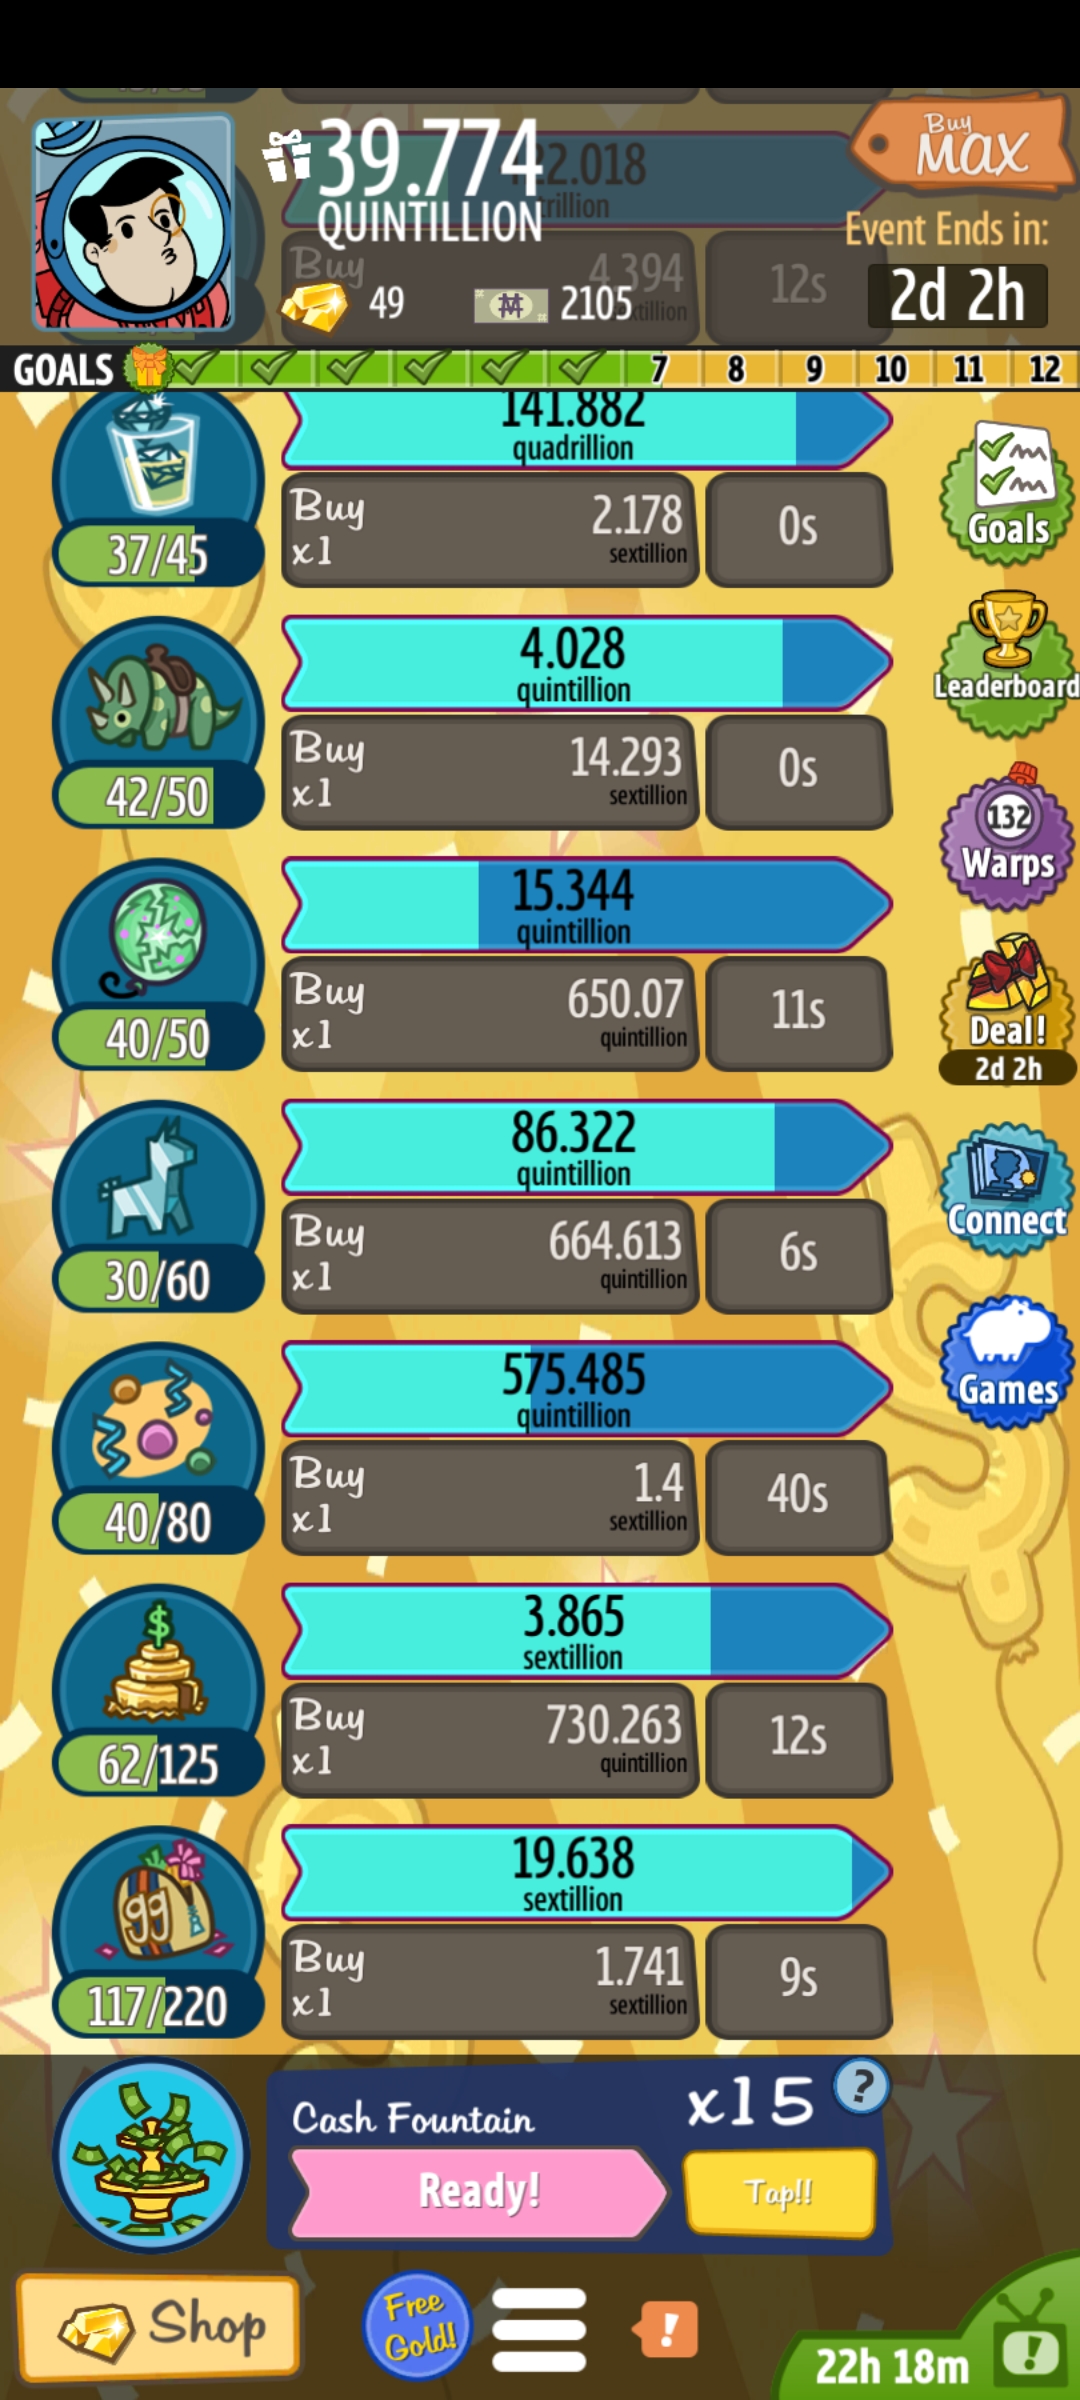 39.774
QUINTILLION
49
2105
Buy
MAX
Event Ends in:
2d 2h
22.018
Buy
4.394
12s
GOALS
7
8
9
10
11
12
141.882
quadrillion
Buy
x1
2.178
sextillion
0s
37/45
Goals
4.028
quintillion
Buy
x1
14.293
sextillion
0s
42/50
Leaderboard
15.344
quintillion
Buy
x1
650.07
quintillion
11s
40/50
132
Warps
Deal!
2d 2h
86.322
quintillion
Buy
x1
664.613
quintillion
6s
30/60
Connect
575.485
quintillion
Buy
x1
1.4
sextillion
40s
40/80
Games
$
3.865
sextillion
Buy
x1
730.263
quintillion
12s
62/125
99
19.638
sextillion
Buy
x1
1.741
sextillion
9s
117/220
Cash Fountain
x15
?
Ready!
Tap!!
Shop
Free
Gold!
!
22h 18m
!